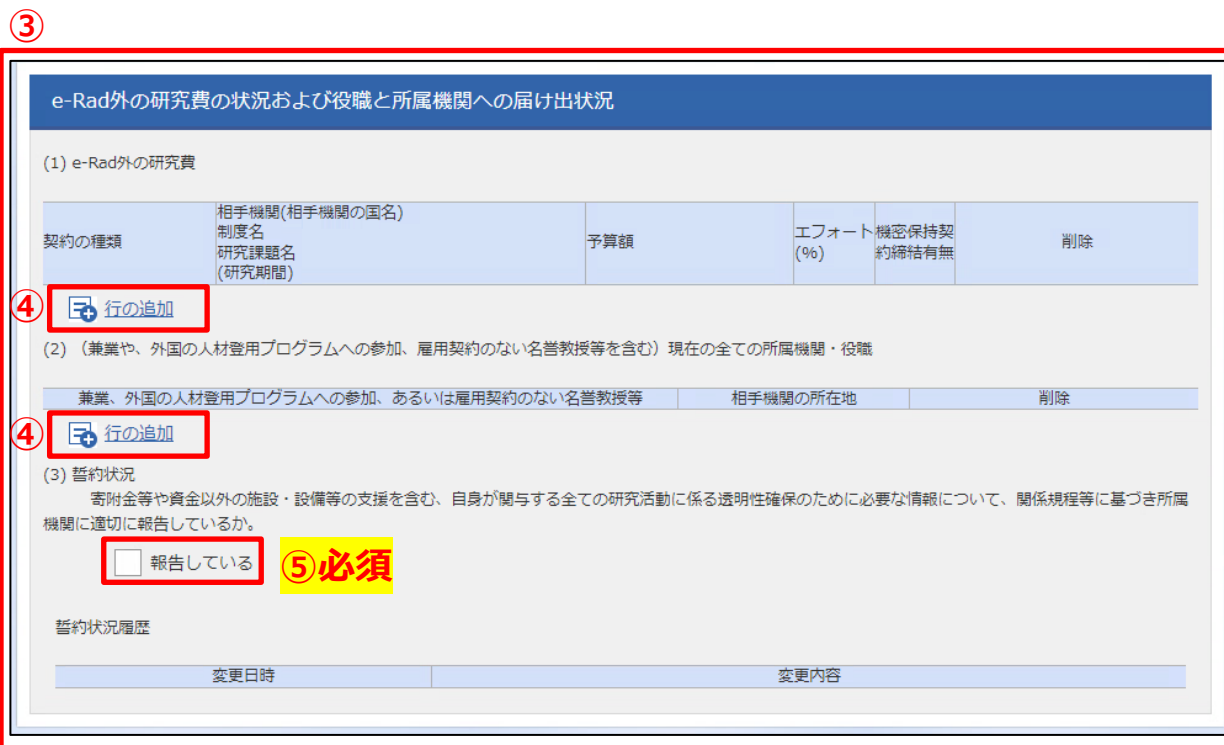 ③
e-Rad外の研究費の状況および役職と所属機関への届け出状況
(1) e-Rad外の研究費
契約の種類
相手機関(相手機関の国名)
制度名
研究課題名
(研究期間)
予算額
エフォート
(%)
機密保持契
約締結有無
削除
④ 行の追加
(2) （兼業や、外国の人材登用プログラムへの参加、雇用契約のない名誉教授等を含む）現在の全ての所属機関・役職
兼業、外国の人材登用プログラムへの参加、あるいは雇用契約のない名誉教授等 相手機関の所在地 削除
④ 行の追加
(3) 誓約状況
寄附金等や資金以外の施設・設備等の支援を含む、自身が関与する全ての研究活動に係る透明性確保のために必要な情報について、関係規程等に基づき所属
機関に適切に報告しているか。
報告している ⑤必須
誓約状況履歴
変更日時 変更内容